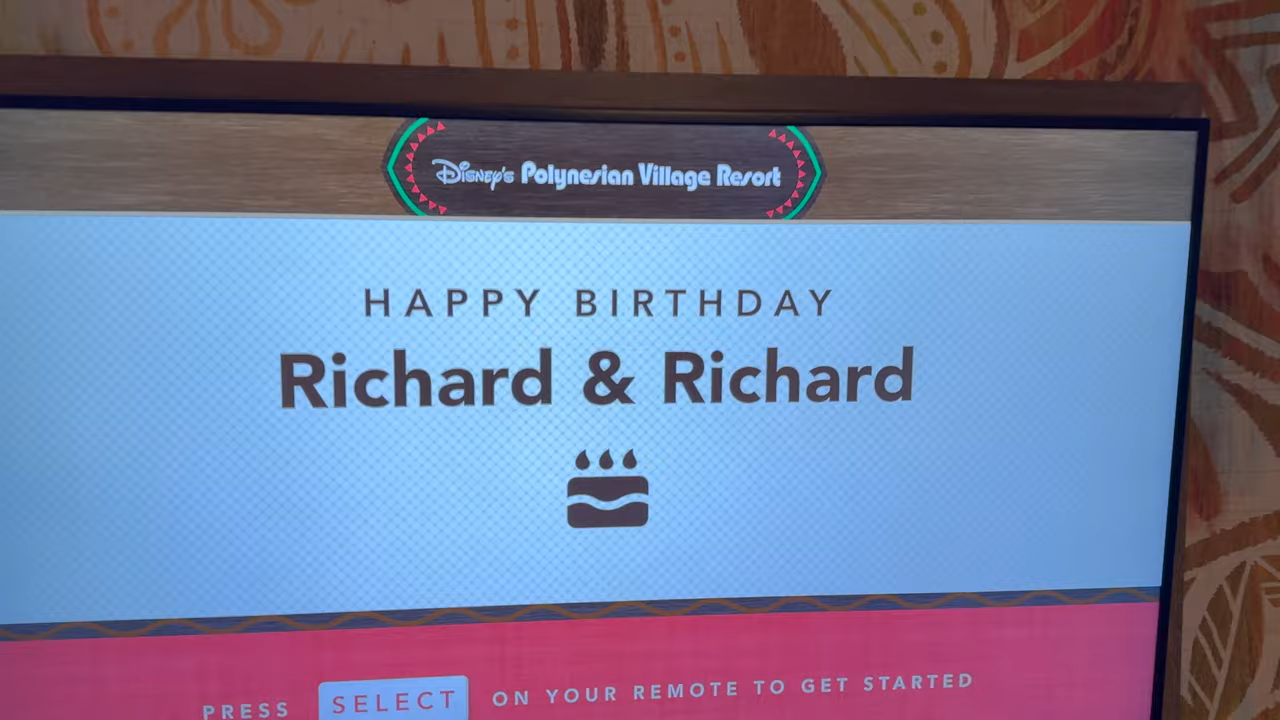 Disney's Polynesian Village Resort
HAPPY BIRTHDAY
Richard & Richard
PRESS SELECT ON YOUR REMOTE TO GET STARTED